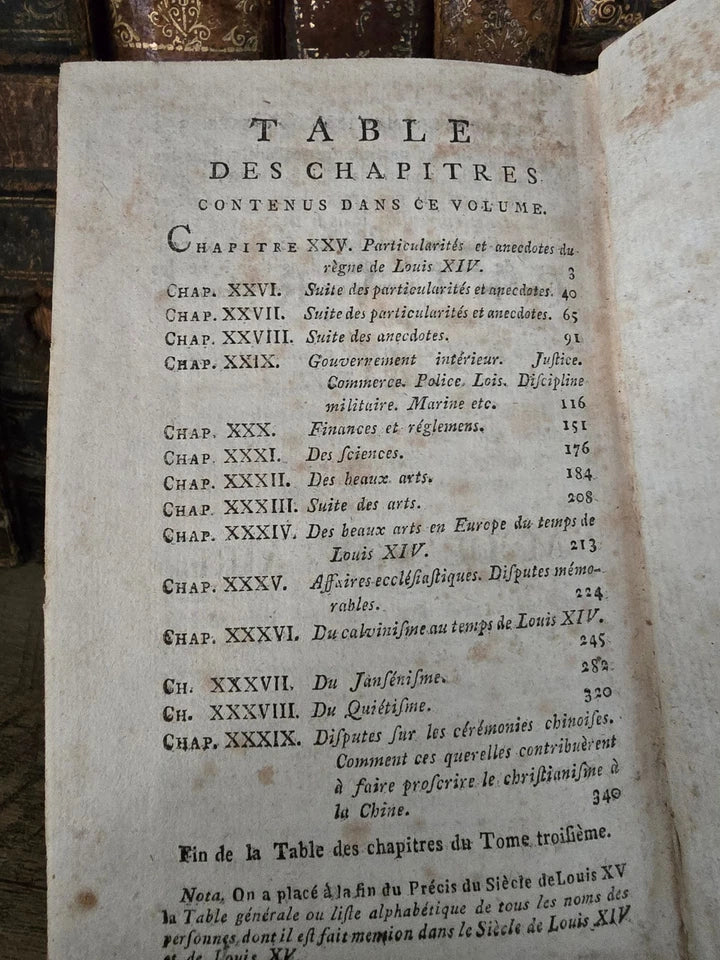 TABLE
DES CHAPITRES
CONTENUS DANS CE VOLUME.
CHAPITRE XXV. Particularités et anecdotes du
règne de Louis XIV. 3
CHAP. XXVI. Suite des particularités et anecdotes. 40
CHAP. XXVII. Suite des particularités et anecdotes. 65
CHAP. XXVIII. Suite des anecdotes. 91
CHAP. XXIX. Gouvernement intérieur. Juſtice.
Commerce. Police. Lois. Diſcipline
militaire. Marine etc. 116
CHAP. XXX. Finances et réglemens. 151
CHAP. XXXI. Des ſciences. 176
CHAP. XXXII. Des beaux arts. 184
CHAP. XXXIII. Suite des arts. 208
CHAP. XXXIV. Des beaux arts en Europe du temps de
Louis XIV. 213
CHAP. XXXV. Affaires eccléſiaſtiques. Diſputes mémo-
rables. 224
CHAP. XXXVI. Du calviniſme au temps de Louis XIV.
245
CH. XXXVII. Du Janſéniſme. 282
CH. XXXVIII. Du Quiétiſme. 320
CHAP. XXXIX. Diſputes ſur les cérémonies chinoiſes.
Comment ces querelles contribuèrent
à faire proſcrire le chriſtianiſme à
la Chine. 340
Fin de la Table des chapitres du Tome troiſième.
Nota. On a placé à la fin du Précis du Siècle de Louis XV
la Table générale ou liſte alphabétique de tous les noms des
perſonnes dont il eſt fait mention dans le Siècle de Louis XIV
et de Louis XV